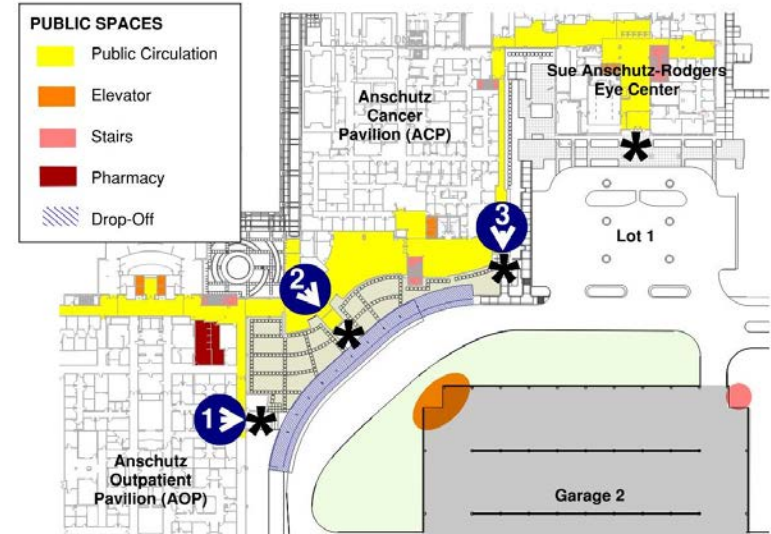 PUBLIC SPACES
Public Circulation
Elevator
Stairs
Pharmacy
Drop-Off
Anschutz
Cancer
Pavilion (ACP)
Sue Anschutz-Rodgers
Eye Center
*
3
Lot 1
*
2
*
1
*
Anschutz
Outpatient
Pavilion (AOP)
Garage 2